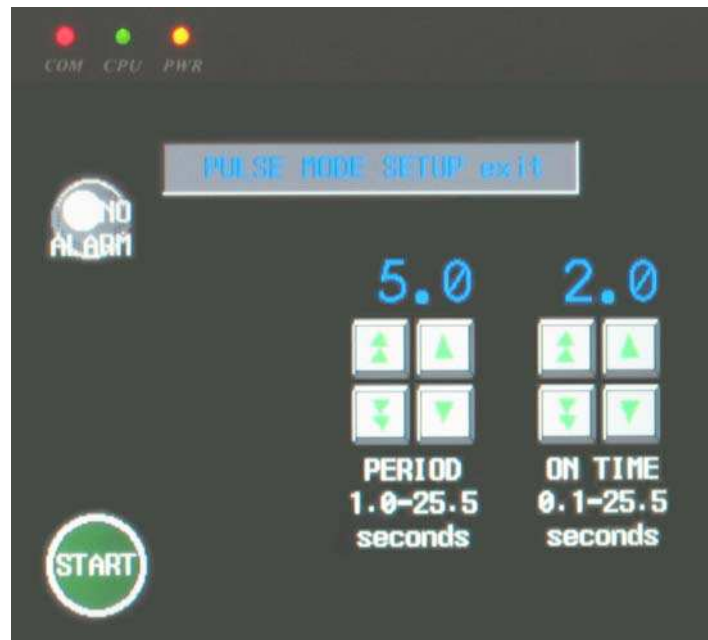 COM CPU PWR
PULSE MODE SETUP exit
NO
ALARM
5.0 2.0
PERIOD ON TIME
1.0-25.5 0.1-25.5
seconds seconds
START